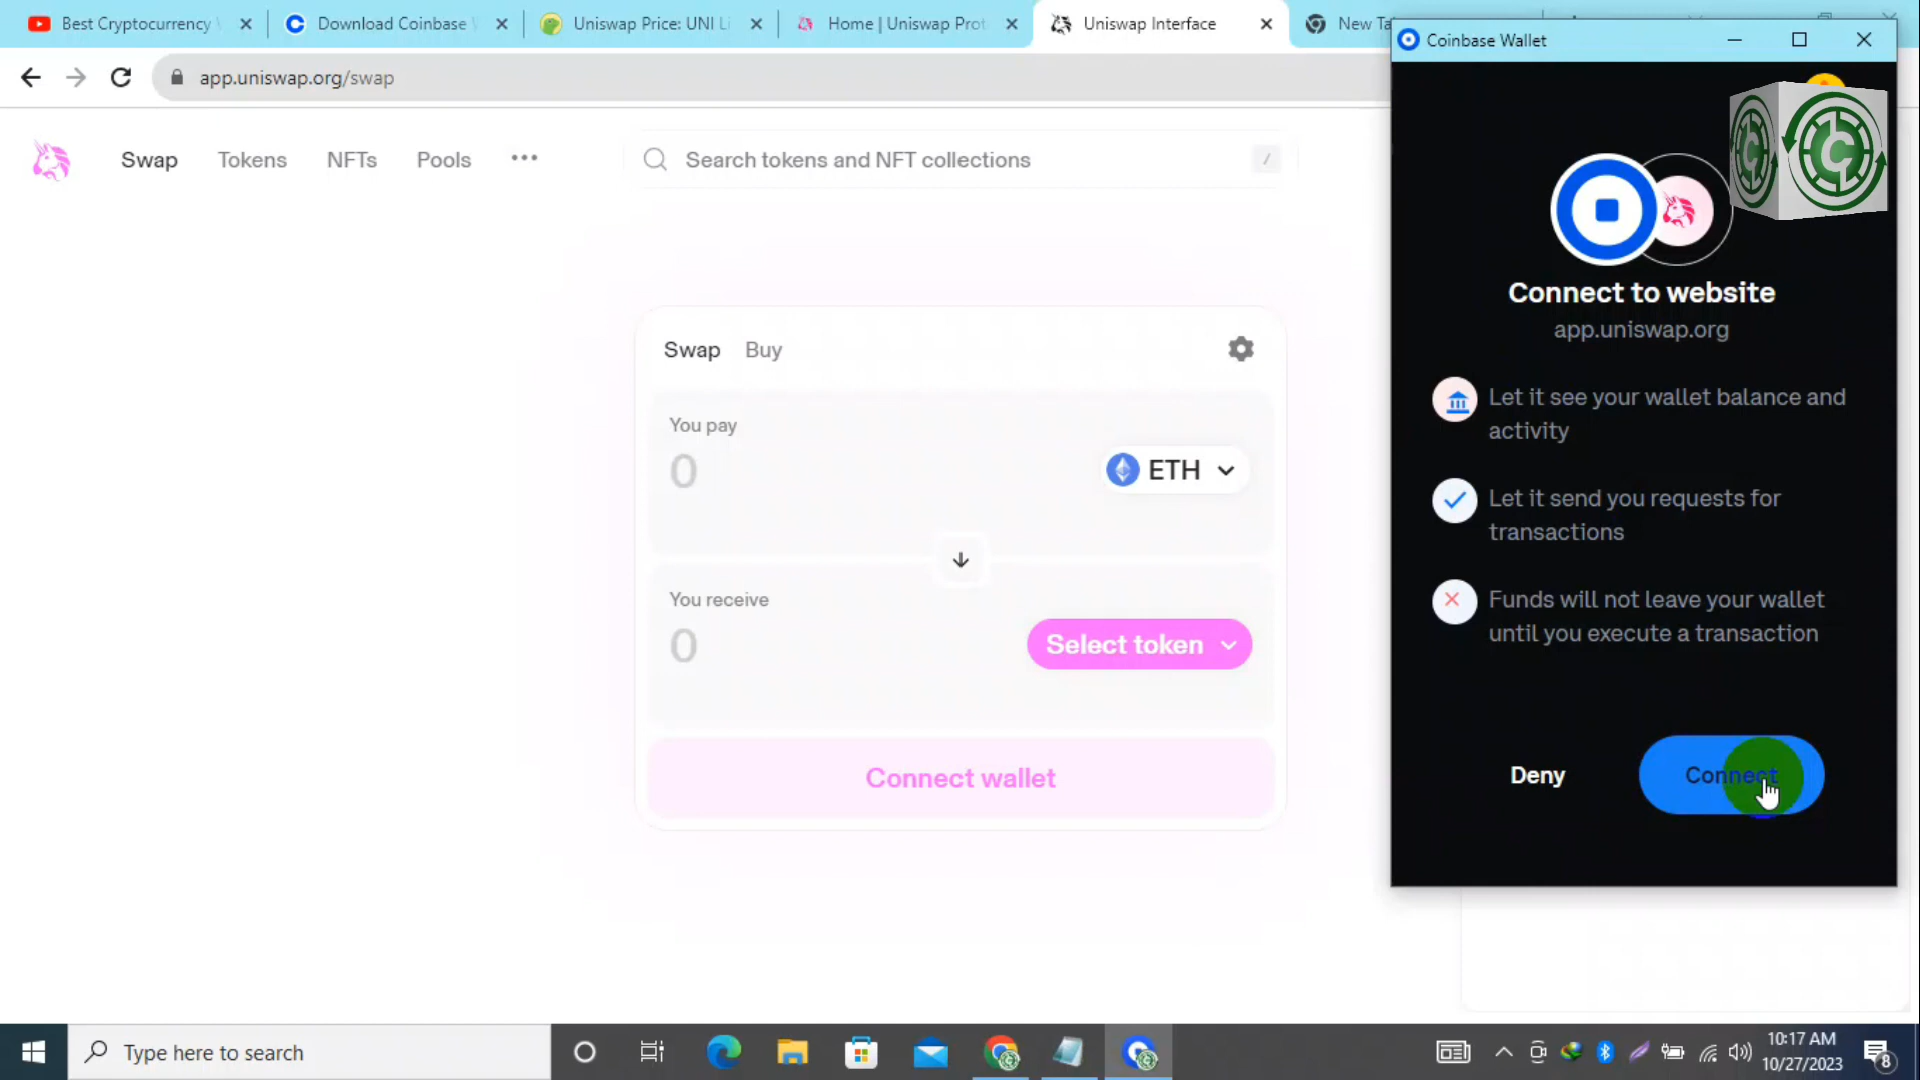 Best Cryptocurrency
Download Coinbase
Uniswap Price: UNI Li
Home | Uniswap Prot
Uniswap Interface
New Ta
Coinbase Wallet
app.uniswap.org/swap
Swap
Tokens
NFTs
Pools
Search tokens and NFT collections
/
Connect to website
app.uniswap.org
Let it see your wallet balance and
activity
Let it send you requests for
transactions
Funds will not leave your wallet
until you execute a transaction
Deny
Connect
Swap
Buy
You pay
0
ETH
You receive
0
Select token
Connect wallet
Type here to search
10:17 AM
10/27/2023
8